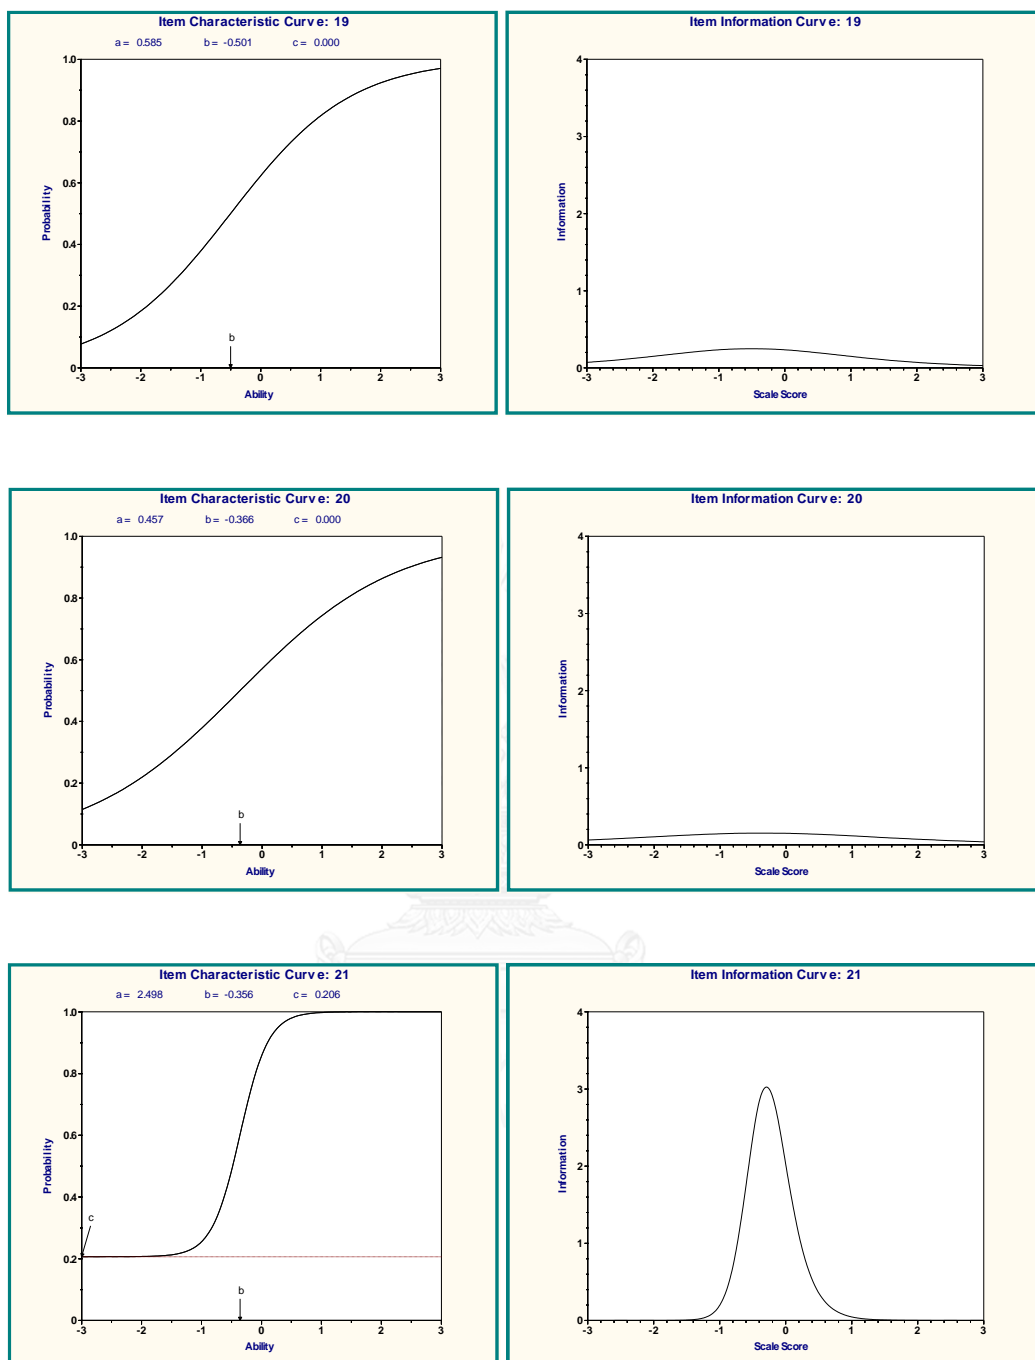 Item Characteristic Curve: 19
a = 0.585 b = -0.501 c = 0.000
1.0
0.8
0.6
0.4
0.2
0
Probability
b
-3 -2 -1 0 1 2 3
Ability
Item Information Curve: 19
4
3
2
1
0
Information
-3 -2 -1 0 1 2 3
Scale Score
Item Characteristic Curve: 20
a = 0.457 b = -0.366 c = 0.000
1.0
0.8
0.6
0.4
0.2
0
Probability
b
-3 -2 -1 0 1 2 3
Ability
Item Information Curve: 20
4
3
2
1
0
Information
-3 -2 -1 0 1 2 3
Scale Score
Item Characteristic Curve: 21
a = 2.498 b = -0.356 c = 0.206
1.0
0.8
0.6
0.4
0.2
0
Probability
c
b
-3 -2 -1 0 1 2 3
Ability
Item Information Curve: 21
4
3
2
1
0
Information
-3 -2 -1 0 1 2 3
Scale Score